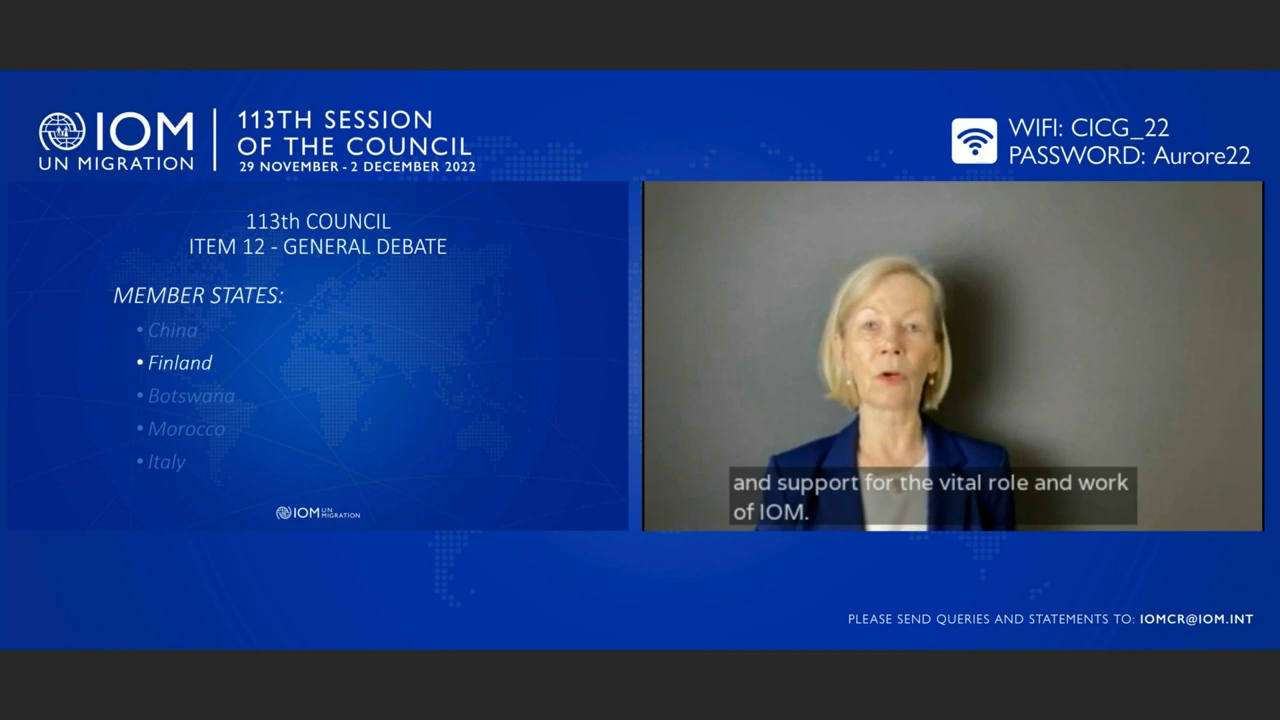 IOM
UN MIGRATION
113TH SESSION
OF THE COUNCIL
29 NOVEMBER - 2 DECEMBER 2022
WIFI: CICG_22
PASSWORD: Aurore22
113th COUNCIL
ITEM 12 - GENERAL DEBATE
MEMBER STATES:
• China
• Finland
• Botswana
• Morocco
• Italy
IOM UN MIGRATION
and support for the vital role and work
of IOM.
PLEASE SEND QUERIES AND STATEMENTS TO: IOMCR@IOM.INT